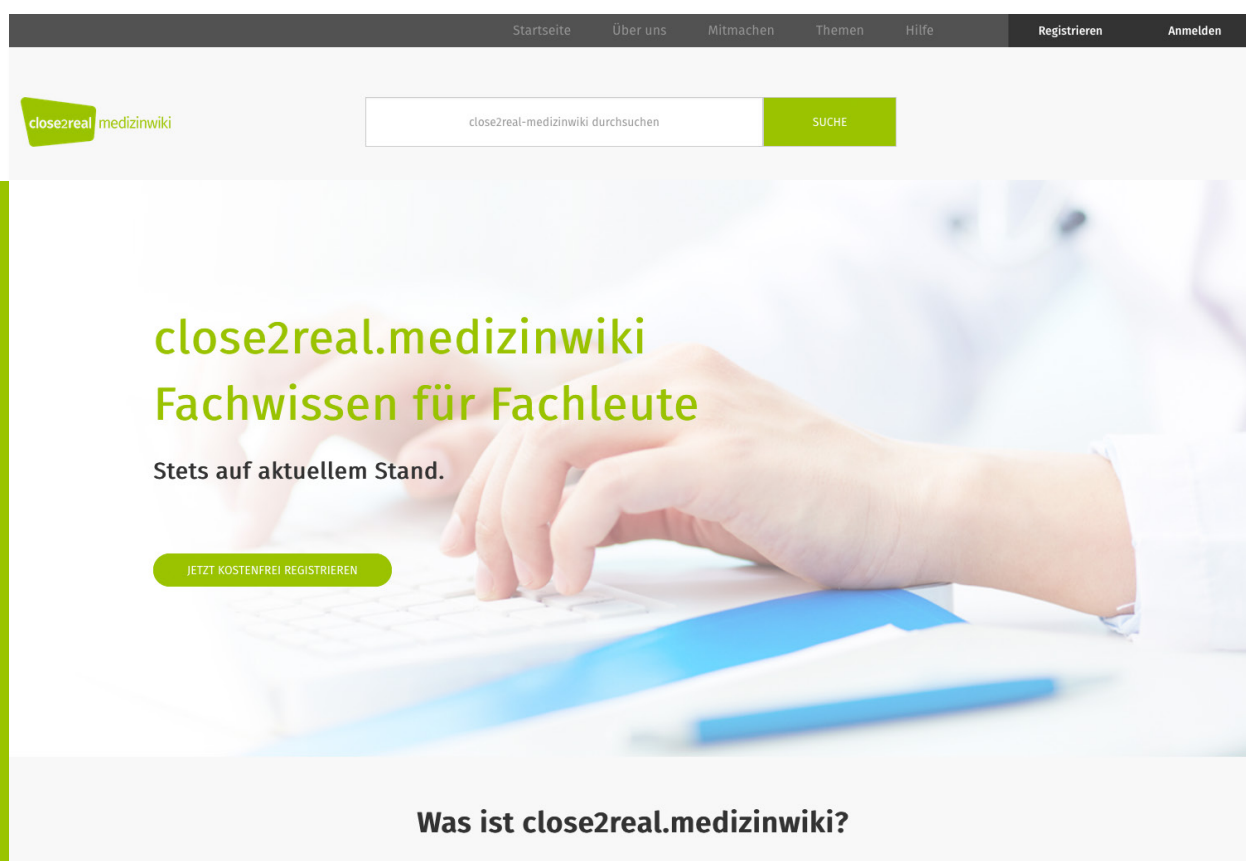 Startseite Über uns Mitmachen Themen Hilfe Registrieren Anmelden
close2real medizinwiki
close2real-medizinwiki durchsuchen SUCHE
close2real.medizinwiki
Fachwissen für Fachleute
Stets auf aktuellem Stand.
JETZT KOSTENFREI REGISTRIEREN
Was ist close2real.medizinwiki?